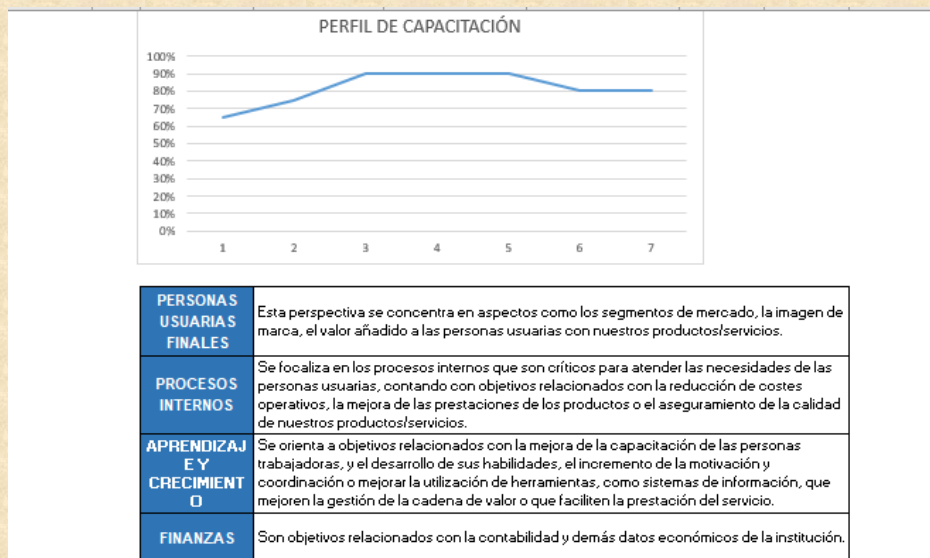 PERFIL DE CAPACITACIÓN
100%
90%
80%
70%
60%
50%
40%
30%
20%
10%
0%
1 2 3 4 5 6 7
PERSONAS
USUARIAS
FINALES
Esta perspectiva se concentra en aspectos como los segmentos de mercado, la imagen de
marca, el valor añadido a las personas usuarias con nuestros productos/servicios.
PROCESOS
INTERNOS
Se focaliza en los procesos internos que son críticos para atender las necesidades de las
personas usuarias, contando con objetivos relacionados con la reducción de costes
operativos, la mejora de las prestaciones de los productos o el aseguramiento de la calidad
de nuestros productos/servicios.
APRENDIZAJ
E Y
CRECIMIENT
O
Se orienta a objetivos relacionados con la mejora de la capacitación de las personas
trabajadoras, y el desarrollo de sus habilidades, el incremento de la motivación y
coordinación o mejorar la utilización de herramientas, como sistemas de información, que
mejoren la gestión de la cadena de valor o que faciliten la prestación del servicio.
FINANZAS
Son objetivos relacionados con la contabilidad y demás datos económicos de la institución.